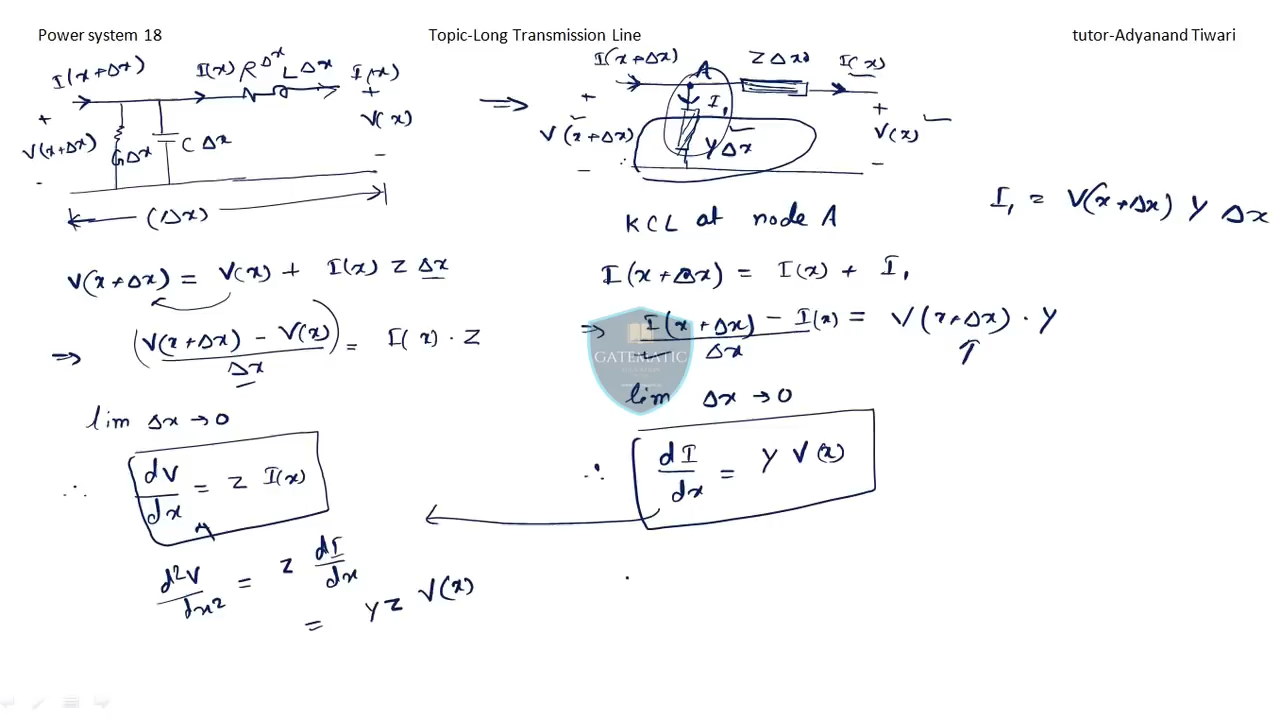 Power system 18
Topic-Long Transmission Line
tutor-Adyanand Tiwari
I(x+Δx)
I(x) RΔx LΔx I(x)
+
V(x)
-
+
V(x+Δx)
-
GΔx
CΔx
(Δx)
⇒
I(x+Δx)
A
ZΔx
I(x)
+
V(x+Δx)
-
I₁
YΔx
+
V(x)
-
I₁ = V(x+Δx) Y Δx
KCL at node A
V(x+Δx) = V(x) + I(x) Z Δx
⇒ (V(x+Δx) - V(x))/Δx = I(x) · Z
lim Δx→0
∴ dV/dx = Z I(x)
d²V/dx² = Z dI/dx
= YZ V(x)
I(x+Δx) = I(x) + I₁
⇒ I(x+Δx) - I(x)/Δx = V(x+Δx) · Y
GATEMATIC
lim Δx→0
∴ dI/dx = Y V(x)